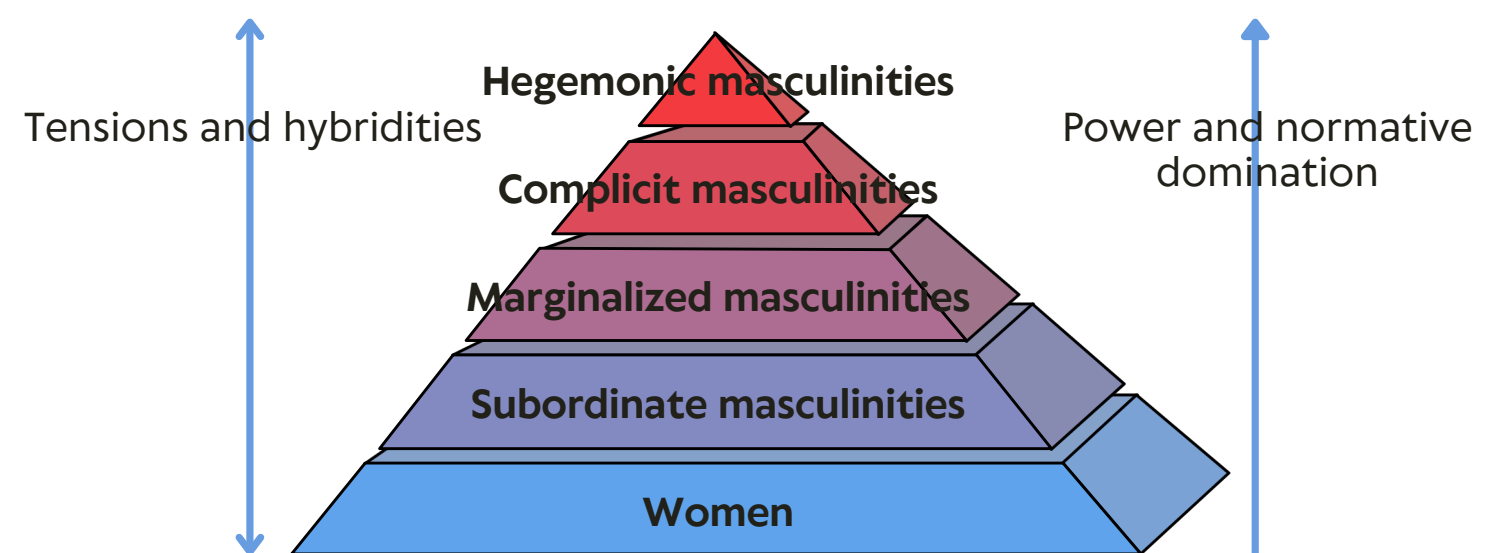 Hegemonic masculinities
Tensions and hybridities
Power and normative
domination
Complicit masculinities
Marginalized masculinities
Subordinate masculinities
Women